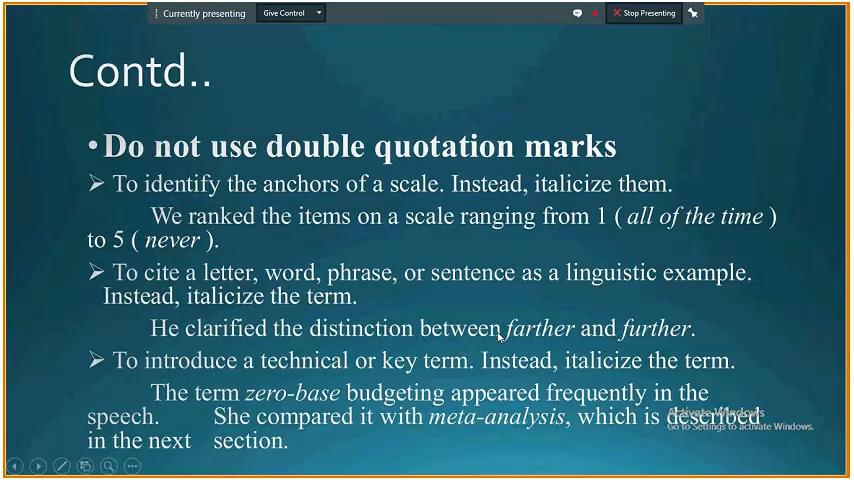 Currently presenting Give Control Stop Presenting
Contd..
•Do not use double quotation marks
➢ To identify the anchors of a scale. Instead, italicize them.
We ranked the items on a scale ranging from 1 ( all of the time )
to 5 ( never ).
➢ To cite a letter, word, phrase, or sentence as a linguistic example.
Instead, italicize the term.
He clarified the distinction between farther and further.
➢ To introduce a technical or key term. Instead, italicize the term.
The term zero-base budgeting appeared frequently in the
speech. She compared it with meta-analysis, which is described
in the next section.
Activate Windows
Go to Settings to activate Windows.